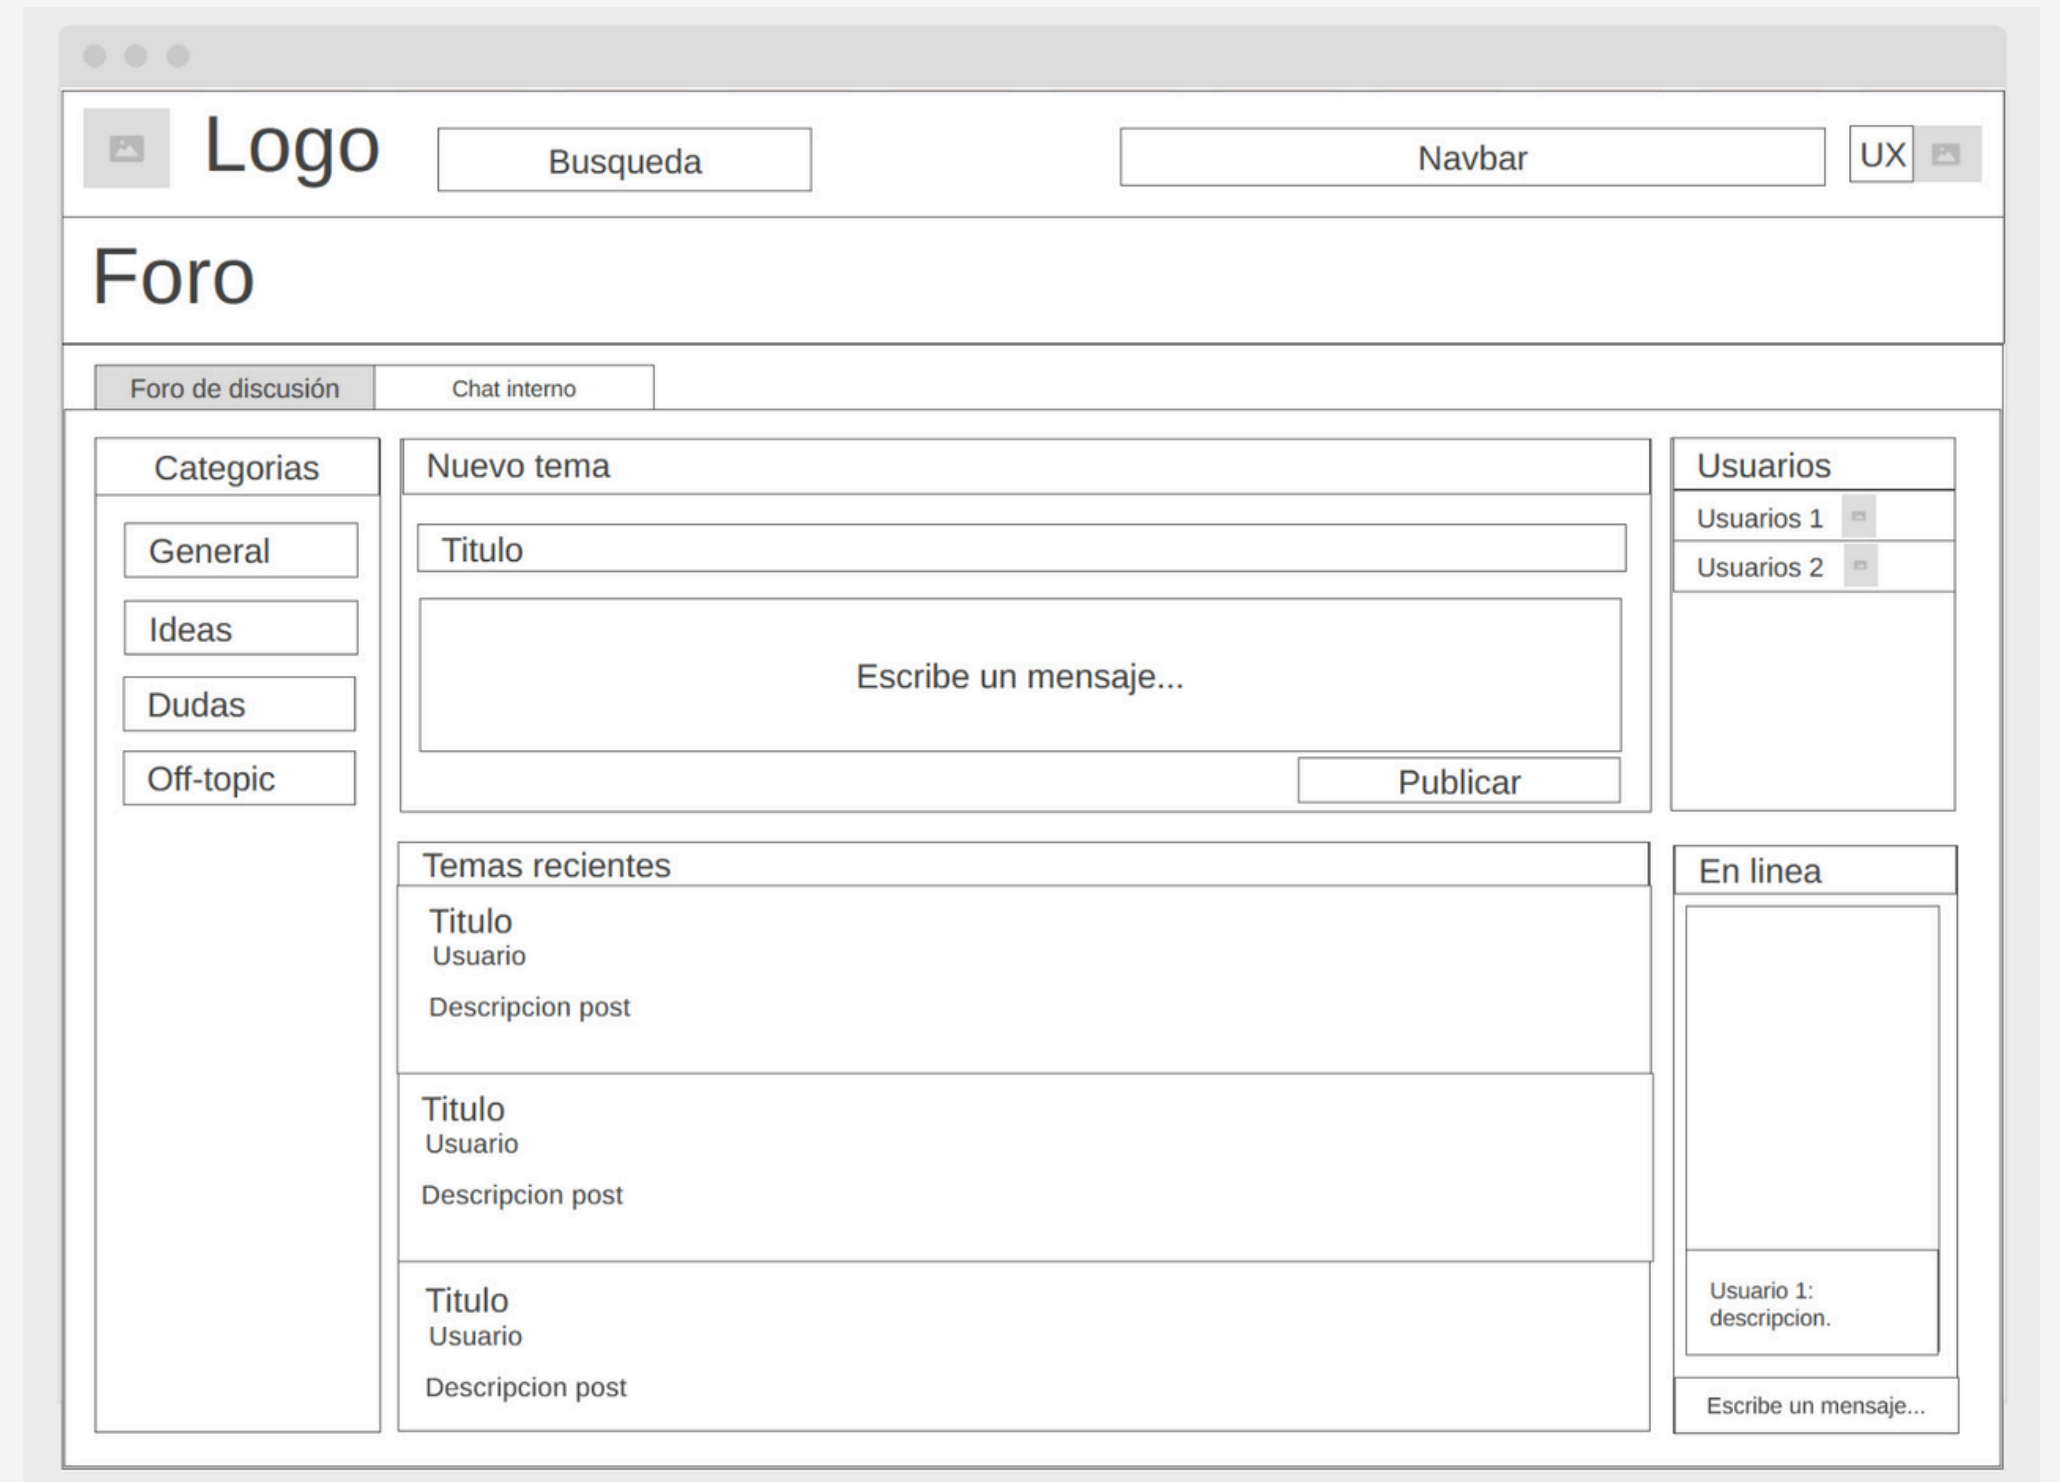 Logo
Busqueda
Navbar
UX
Foro
Foro de discusión
Chat interno
Categorias
General
Ideas
Dudas
Off-topic
Nuevo tema
Titulo
Escribe un mensaje...
Publicar
Usuarios
Usuarios 1
Usuarios 2
Temas recientes
Titulo
Usuario
Descripcion post
Titulo
Usuario
Descripcion post
Titulo
Usuario
Descripcion post
En linea
Usuario 1:
descripcion.
Escribe un mensaje...